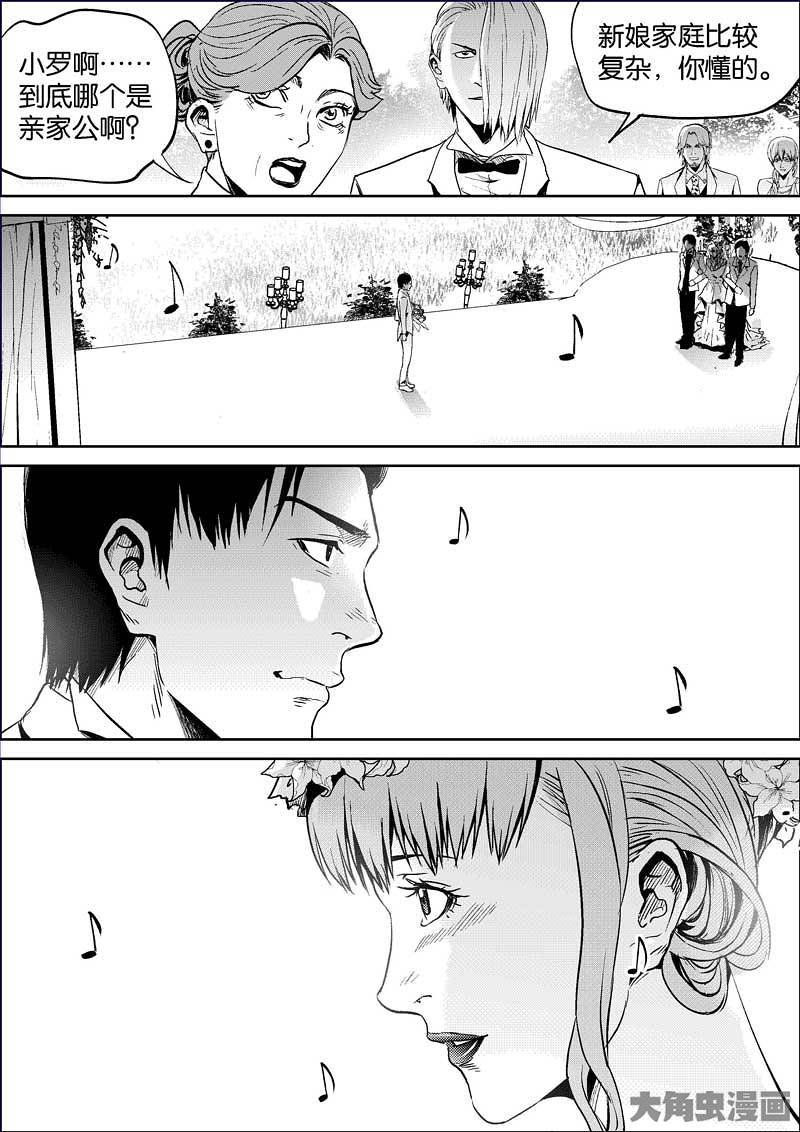 小罗啊……
到底哪个是
亲家公啊？
新娘家庭比较
复杂，你懂的。
大角虫漫画